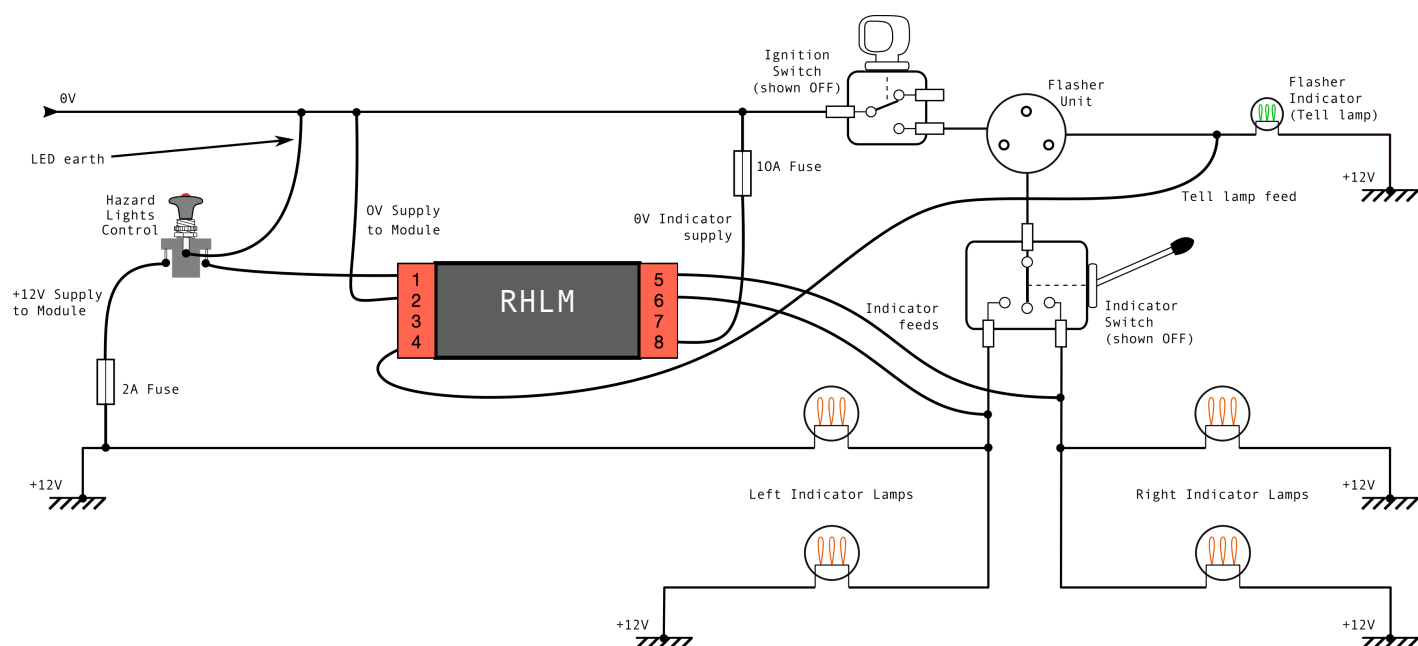 Ignition
Switch
(shown OFF)
Flasher
Unit
Flasher
Indicator
(Tell lamp)
0V
LED earth
10A Fuse
+12V
Hazard
Lights
Control
0V Supply
to Module
0V Indicator
supply
Tell lamp feed
+12V Supply
to Module
1
2
3
4
RHLM
5
6
7
8
Indicator
feeds
Indicator
Switch
(shown OFF)
2A Fuse
+12V
Left Indicator Lamps
Right Indicator Lamps
+12V
+12V
+12V